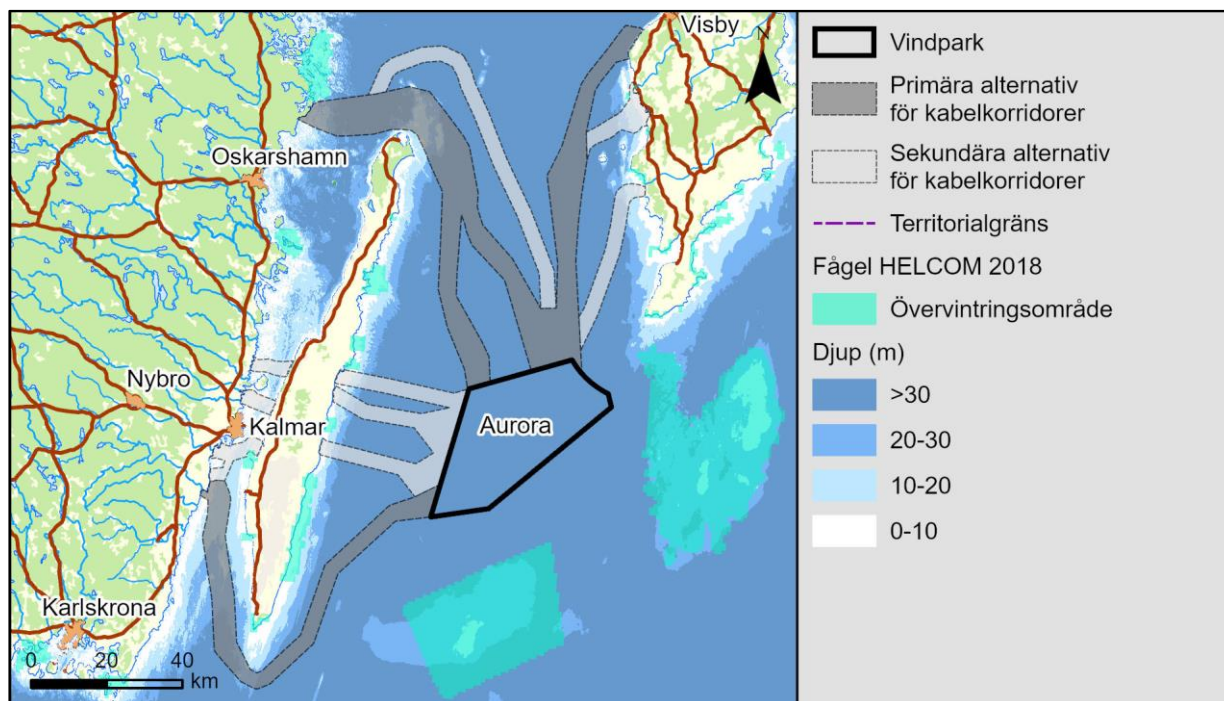 Visby
N
Oskarshamn
Nybro
Kalmar
Aurora
Karlskrona
0 20 40
km
Vindpark
Primära alternativ
för kabelkorridorer
Sekundära alternativ
för kabelkorridorer
Territorialgräns
Fågel HELCOM 2018
Övervintringsområde
Djup (m)
>30
20-30
10-20
0-10